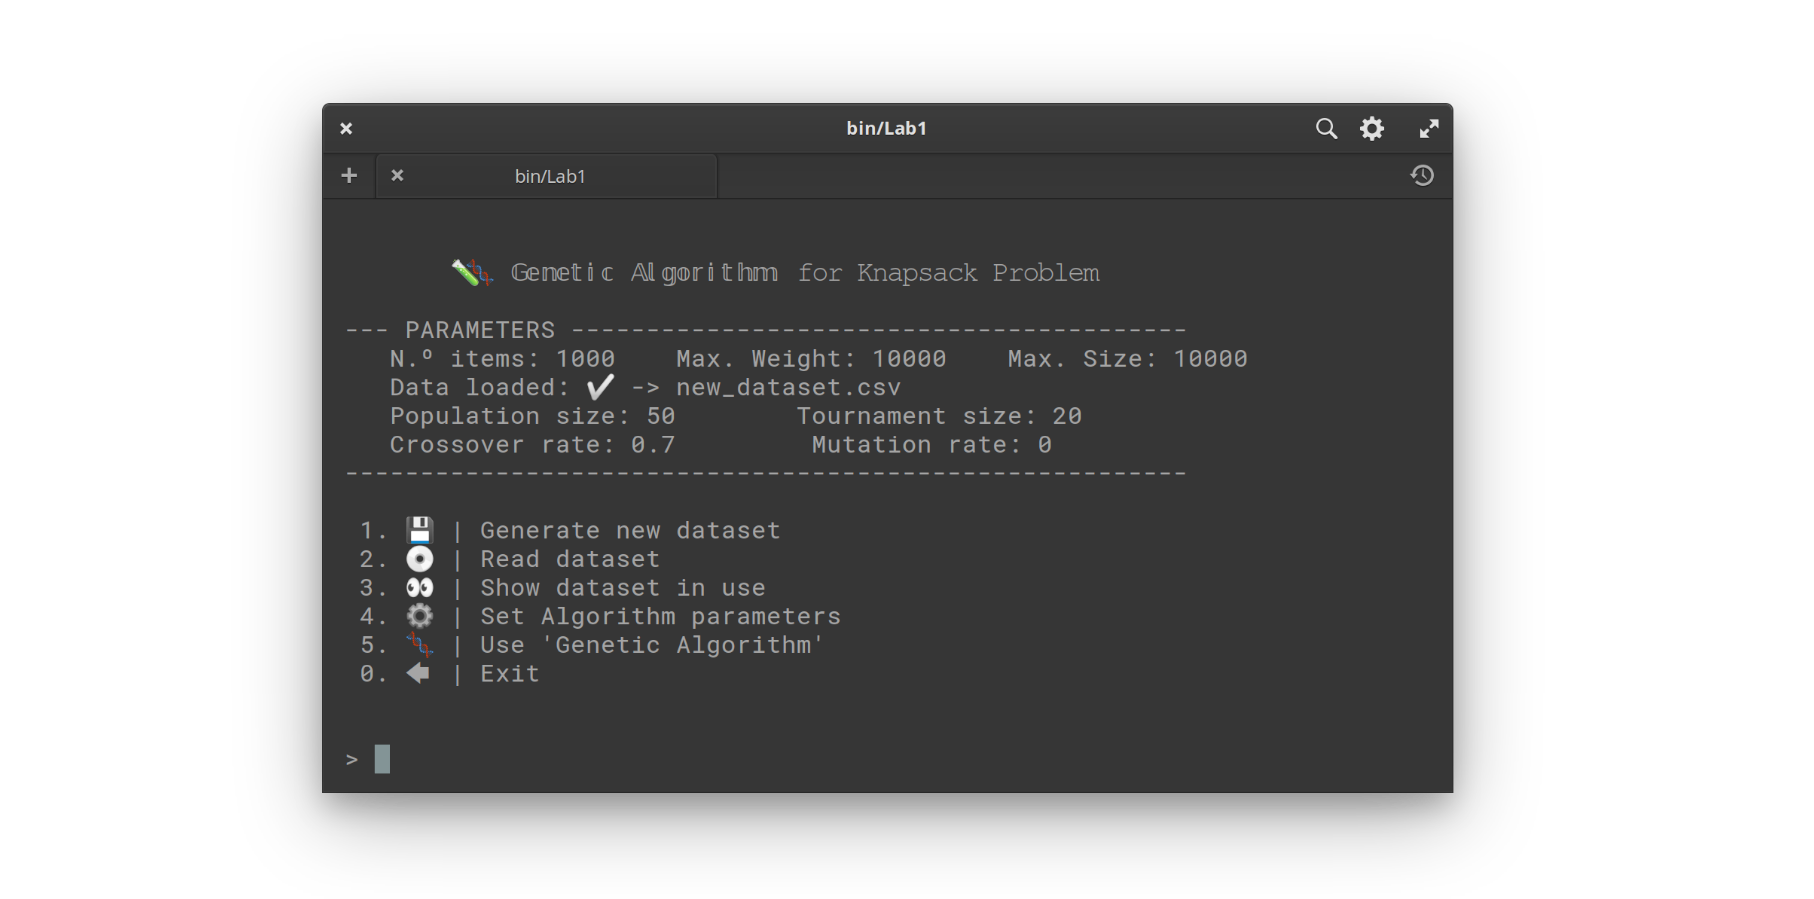 bin/Lab1
bin/Lab1
𝔾𝕖𝕟𝕖𝕥𝕚𝕔 𝔸𝕝𝕘𝕠𝕣𝕚𝕥𝕙𝕞 𝚏𝚘𝚛 𝙺𝚗𝚊𝚙𝚜𝚊𝚌𝚔 𝙿𝚛𝚘𝚋𝚕𝚎𝚖
--- PARAMETERS -----------------------------------------
N.º items: 1000    Max. Weight: 10000    Max. Size: 10000
Data loaded: ✔ -> new_dataset.csv
Population size: 50        Tournament size: 20
Crossover rate: 0.7         Mutation rate: 0
--------------------------------------------------------
1. 💾 | Generate new dataset
2. 💿 | Read dataset
3. 👀 | Show dataset in use
4. ⚙ | Set Algorithm parameters
5. 🧬 | Use 'Genetic Algorithm'
0. 🡄 | Exit
>